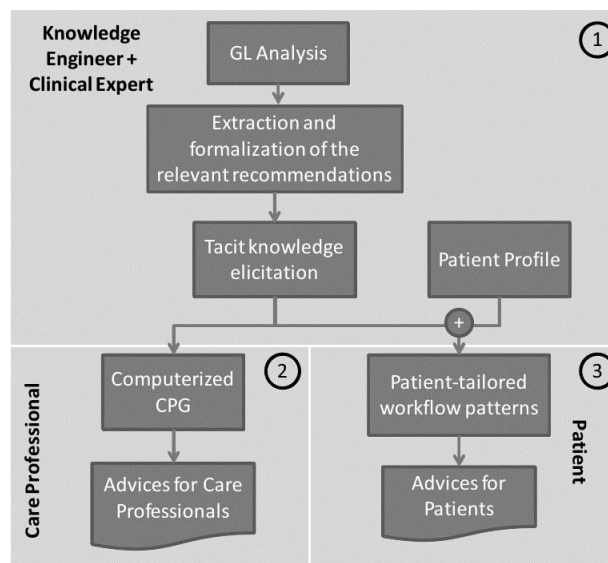 Knowledge
Engineer +
Clinical Expert
1
GL Analysis
Extraction and
formalization of the
relevant recommendations
Tacit knowledge
elicitation
Patient Profile
+
Care Professional
2
Computerized
CPG
Advices for Care
Professionals
3
Patient-tailored
workflow patterns
Patient
Advices for
Patients